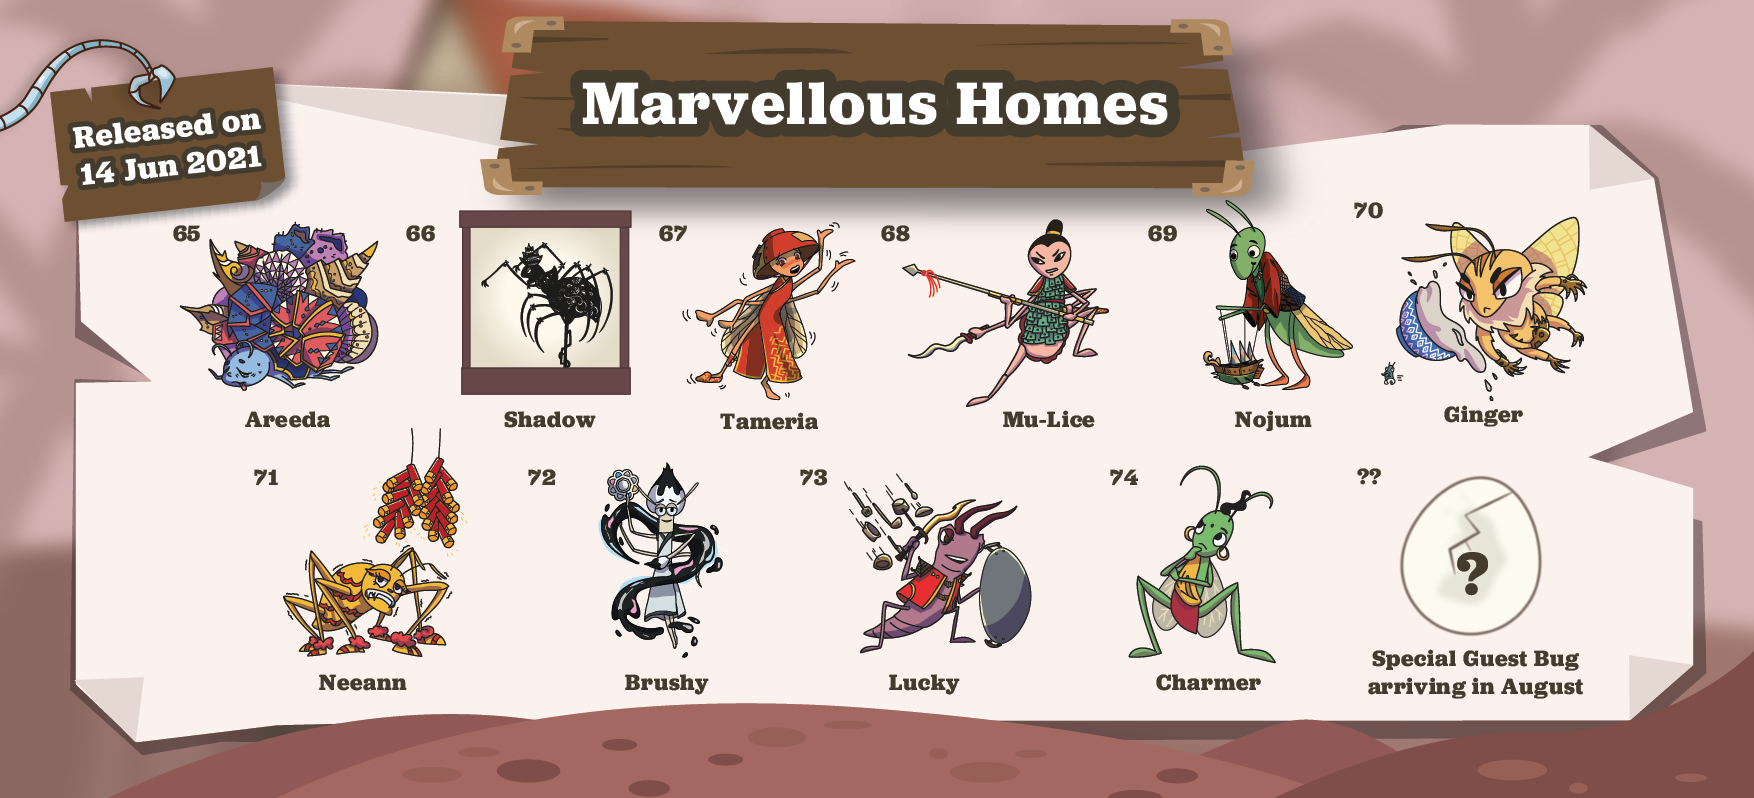 Marvellous Homes
Released on
14 Jun 2021
65
66
67
68
69
70
Areeda
Shadow
Tameria
Mu-Lice
Nojum
Ginger
71
72
73
74
??
?
Neeann
Brushy
Lucky
Charmer
Special Guest Bug
arriving in August